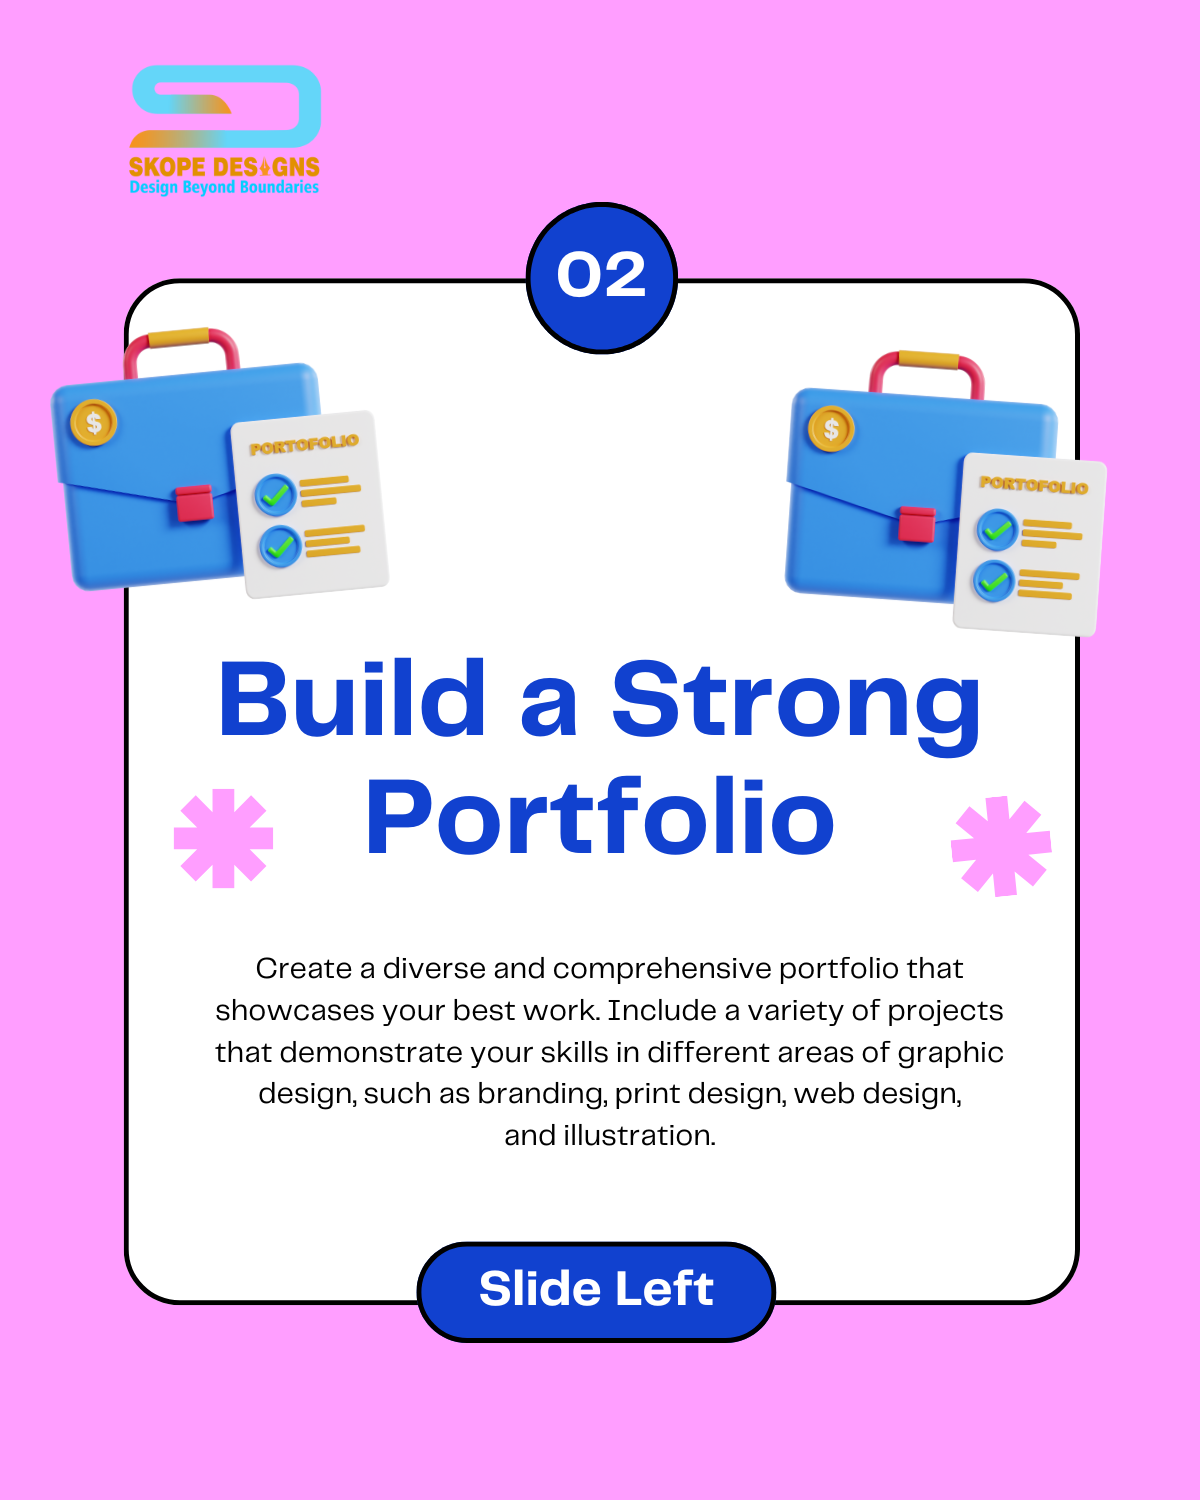 SKOPE DESIGNS
Design Beyond Boundaries
02
$
PORTOFOLIO
$
PORTOFOLIO
Build a Strong
Portfolio
Create a diverse and comprehensive portfolio that
showcases your best work. Include a variety of projects
that demonstrate your skills in different areas of graphic
design, such as branding, print design, web design,
and illustration.
Slide Left